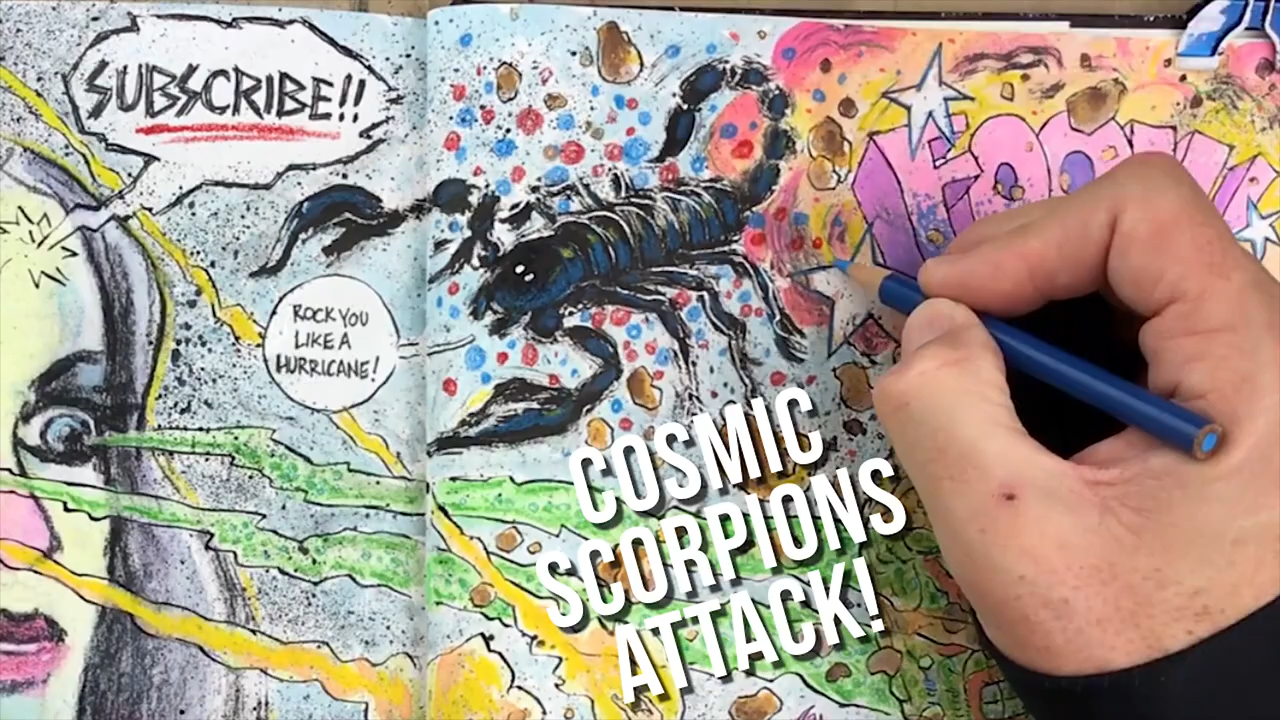 SUBSCRIBE!!
ROCK YOU
LIKE A
HURRICANE!
COSMIC
SCORPIONS
ATTACK!